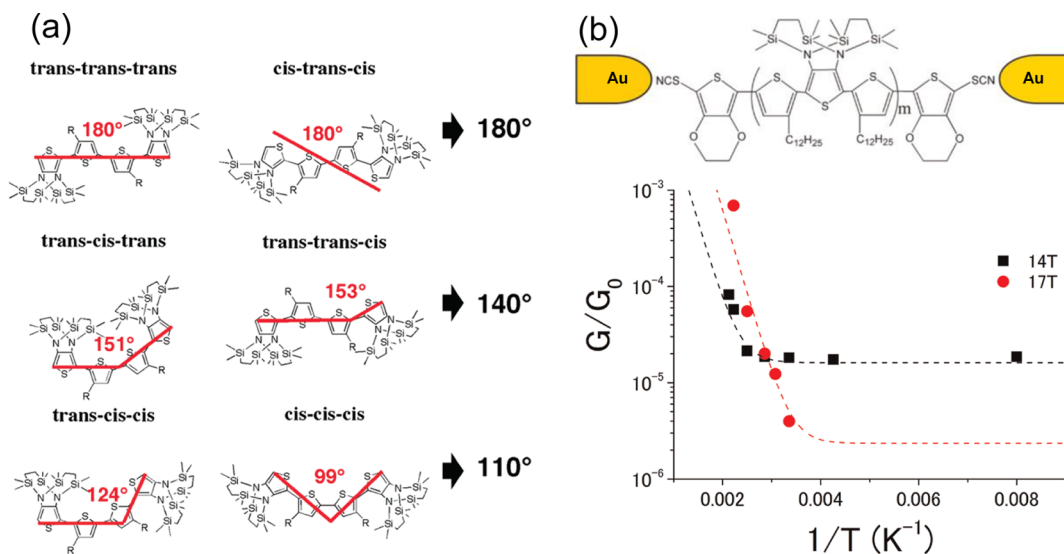 (a)
trans-trans-trans
cis-trans-cis
180°
180°
180°
trans-cis-trans
trans-trans-cis
151°
153°
140°
trans-cis-cis
cis-cis-cis
124°
99°
110°
(b)
Au
NCS
SCN
Au
m
C12H25
C12H25
G/G0
10⁻³
10⁻⁴
10⁻⁵
10⁻⁶
14T
17T
0.002
0.004
0.006
0.008
1/T (K⁻¹)